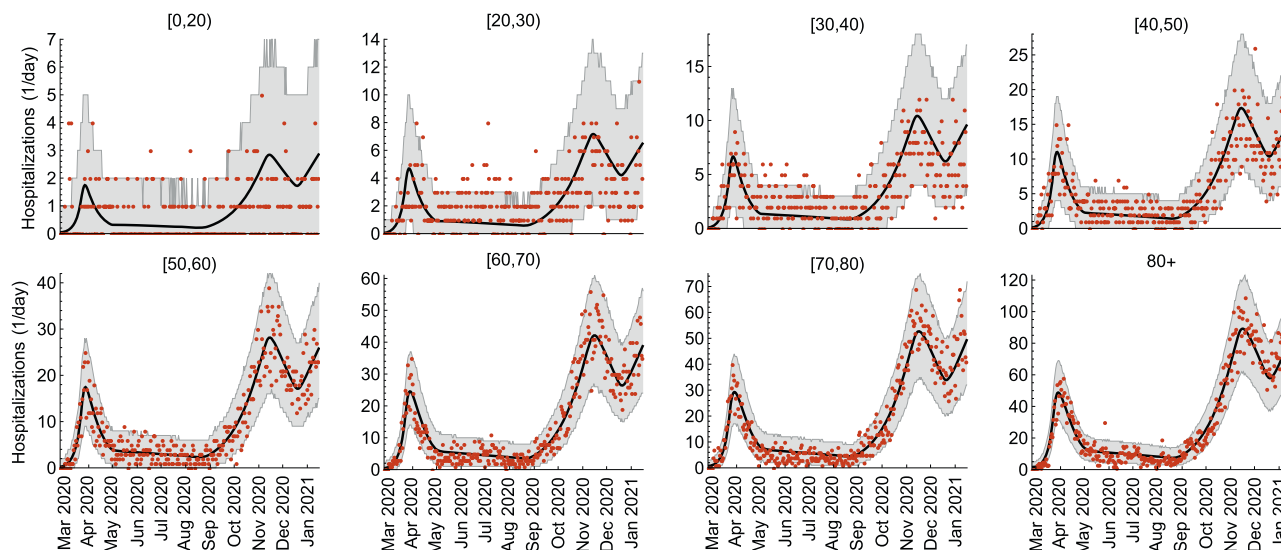 [0,20) [20,30) [30,40) [40,50)
Hospitalizations (1/day)
7 6 5 4 3 2 1 0
14 12 10 8 6 4 2 0
15 10 5 0
25 20 15 10 5 0
[50,60) [60,70) [70,80) 80+
Hospitalizations (1/day)
40 30 20 10 0
60 50 40 30 20 10 0
80 70 60 50 40 30 20 10 0
120 100 80 60 40 20 0
Mar 2020 Apr 2020 May 2020 Jun 2020 Jul 2020 Aug 2020 Sep 2020 Oct 2020 Nov 2020 Dec 2020 Jan 2021
Mar 2020 Apr 2020 May 2020 Jun 2020 Jul 2020 Aug 2020 Sep 2020 Oct 2020 Nov 2020 Dec 2020 Jan 2021
Mar 2020 Apr 2020 May 2020 Jun 2020 Jul 2020 Aug 2020 Sep 2020 Oct 2020 Nov 2020 Dec 2020 Jan 2021
Mar 2020 Apr 2020 May 2020 Jun 2020 Jul 2020 Aug 2020 Sep 2020 Oct 2020 Nov 2020 Dec 2020 Jan 2021